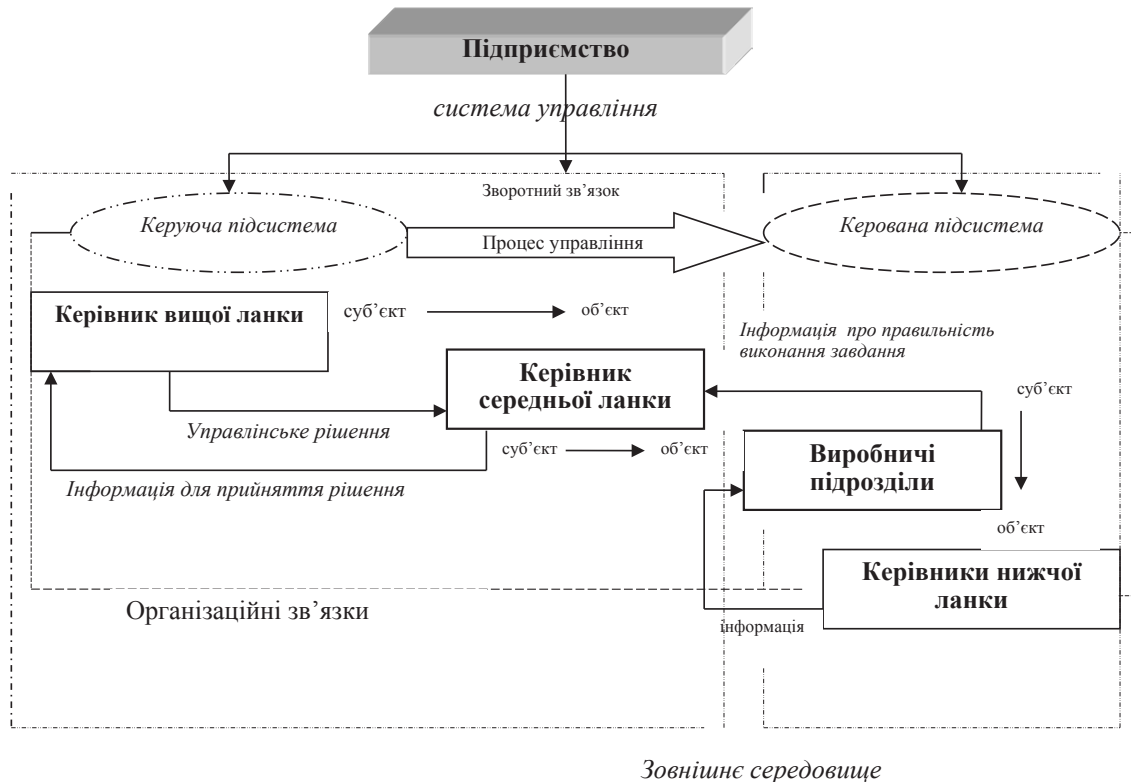 Підприємство
система управління
Зворотний зв’язок
Керуюча підсистема
Процес управління
Керована підсистема
Керівник вищої ланки
суб’єкт
об’єкт
Інформація про правильність
виконання завдання
Керівник
середньої ланки
суб’єкт
Управлінське рішення
суб’єкт
об’єкт
Виробничі
підрозділи
Інформація для прийняття рішення
об’єкт
Керівники нижчої
ланки
Організаційні зв’язки
інформація
Зовнішнє середовище